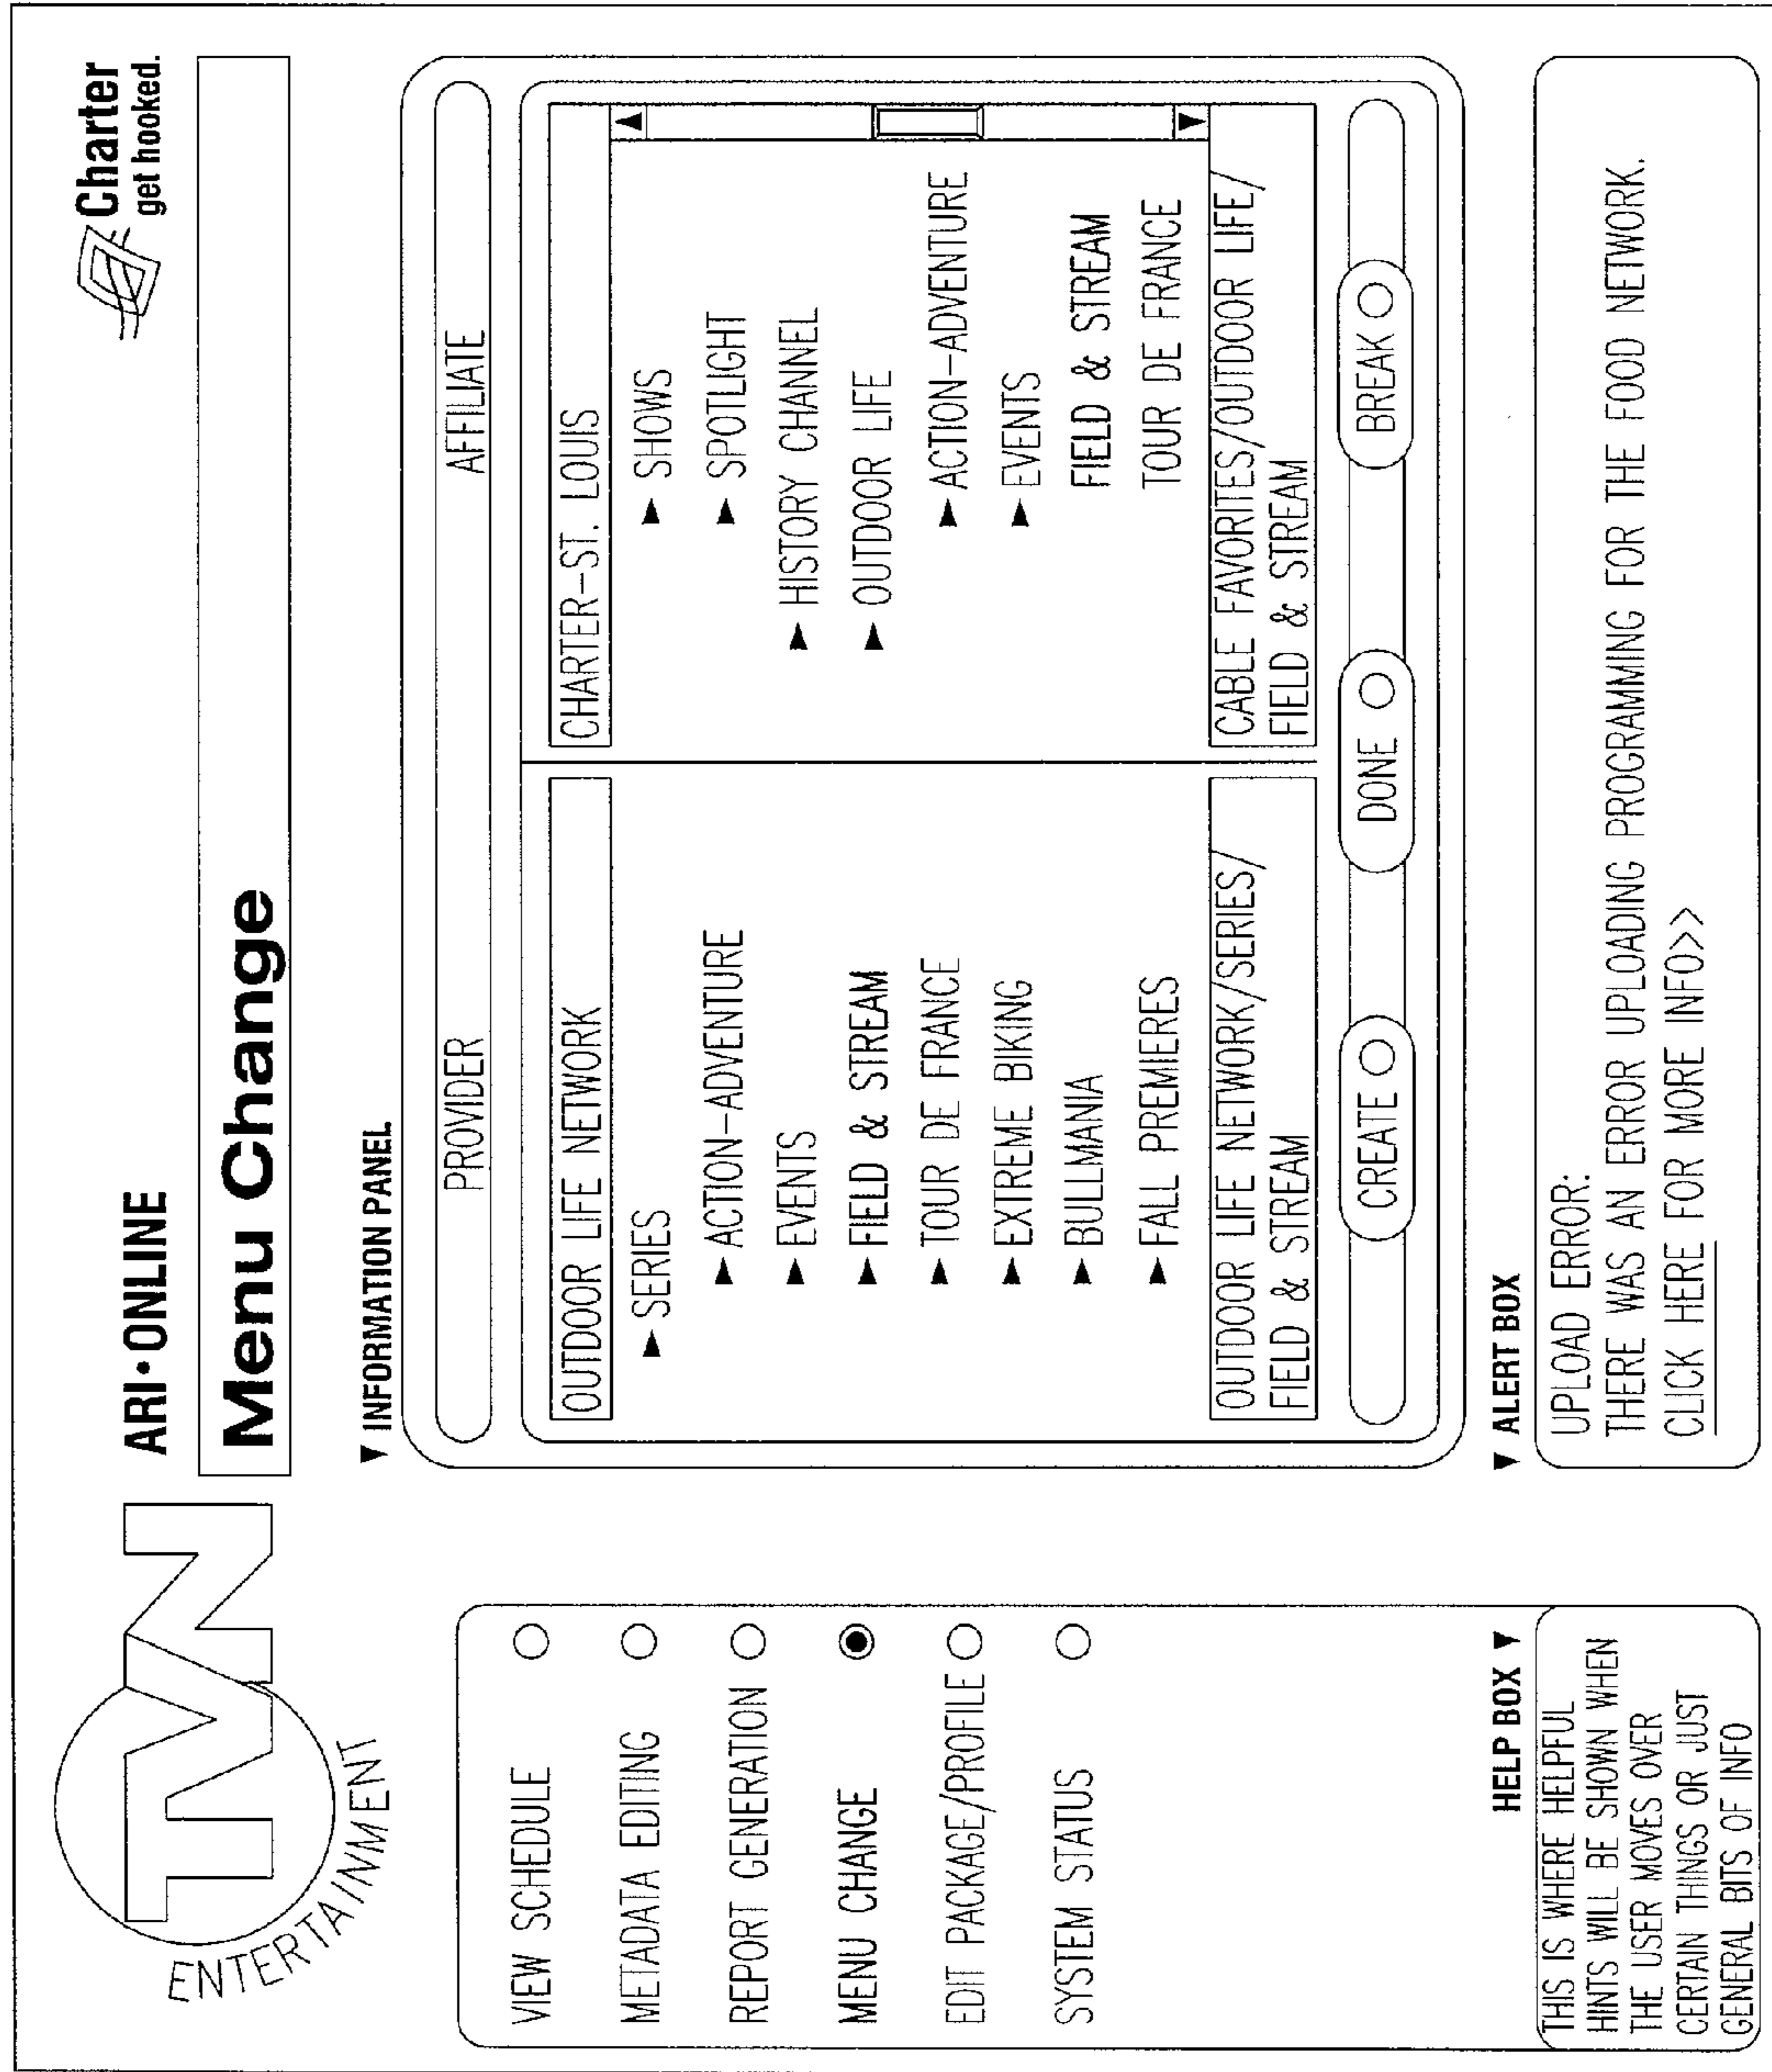 TVN
ENTERTAINMENT
ARI•ONLINE
Charter
get hooked.
Menu Change
VIEW SCHEDULE
METADATA EDITING
REPORT GENERATION
MENU CHANGE
EDIT PACKAGE/PROFILE
SYSTEM STATUS
HELP BOX ▼
THIS IS WHERE HELPFUL
HINTS WILL BE SHOWN WHEN
THE USER MOVES OVER
CERTAIN THINGS OR JUST
GENERAL BITS OF INFO
▼ INFORMATION PANEL
PROVIDER
AFFILIATE
OUTDOOR LIFE NETWORK
► SERIES
► ACTION-ADVENTURE
► EVENTS
► FIELD & STREAM
► TOUR DE FRANCE
► EXTREME BIKING
► BULLMANIA
► FALL PREMIERES
OUTDOOR LIFE NETWORK/SERIES/
FIELD & STREAM
CHARTER-ST. LOUIS
► SHOWS
► SPOTLIGHT
► HISTORY CHANNEL
► OUTDOOR LIFE
► ACTION-ADVENTURE
► EVENTS
FIELD & STREAM
TOUR DE FRANCE
CABLE FAVORITES/OUTDOOR LIFE/
FIELD & STREAM
CREATE
DONE
BREAK
▼ ALERT BOX
UPLOAD ERROR:
THERE WAS AN ERROR UPLOADING PROGRAMMING FOR THE FOOD NETWORK.
CLICK HERE FOR MORE INFO>>